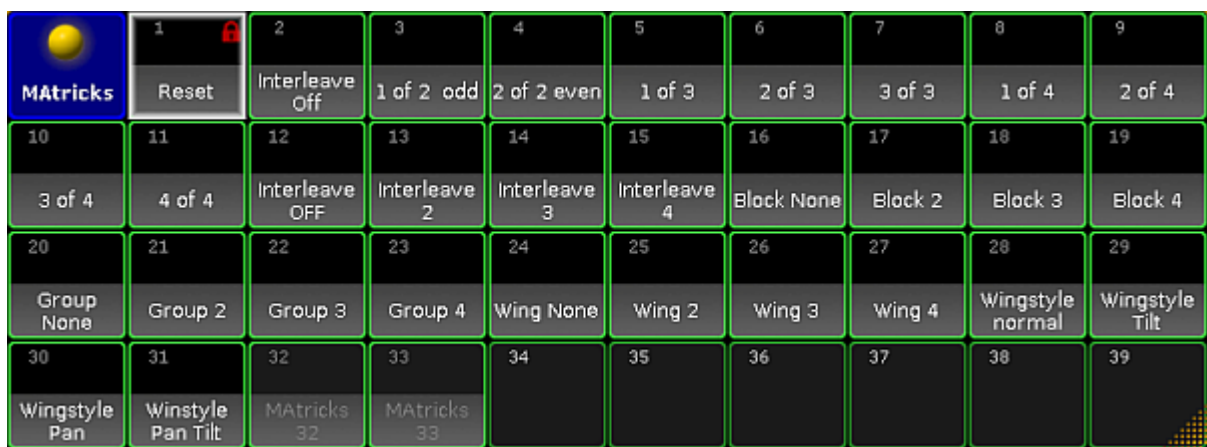 MAtricks
1
Reset
2
Interleave
Off
3
1 of 2 odd
4
2 of 2 even
5
1 of 3
6
2 of 3
7
3 of 3
8
1 of 4
9
2 of 4
10
3 of 4
11
4 of 4
12
Interleave
OFF
13
Interleave
2
14
Interleave
3
15
Interleave
4
16
Block None
17
Block 2
18
Block 3
19
Block 4
20
Group
None
21
Group 2
22
Group 3
23
Group 4
24
Wing None
25
Wing 2
26
Wing 3
27
Wing 4
28
Wingstyle
normal
29
Wingstyle
Tilt
30
Wingstyle
Pan
31
Winstyle
Pan Tilt
32
MAtricks
32
33
MAtricks
33
34
35
36
37
38
39